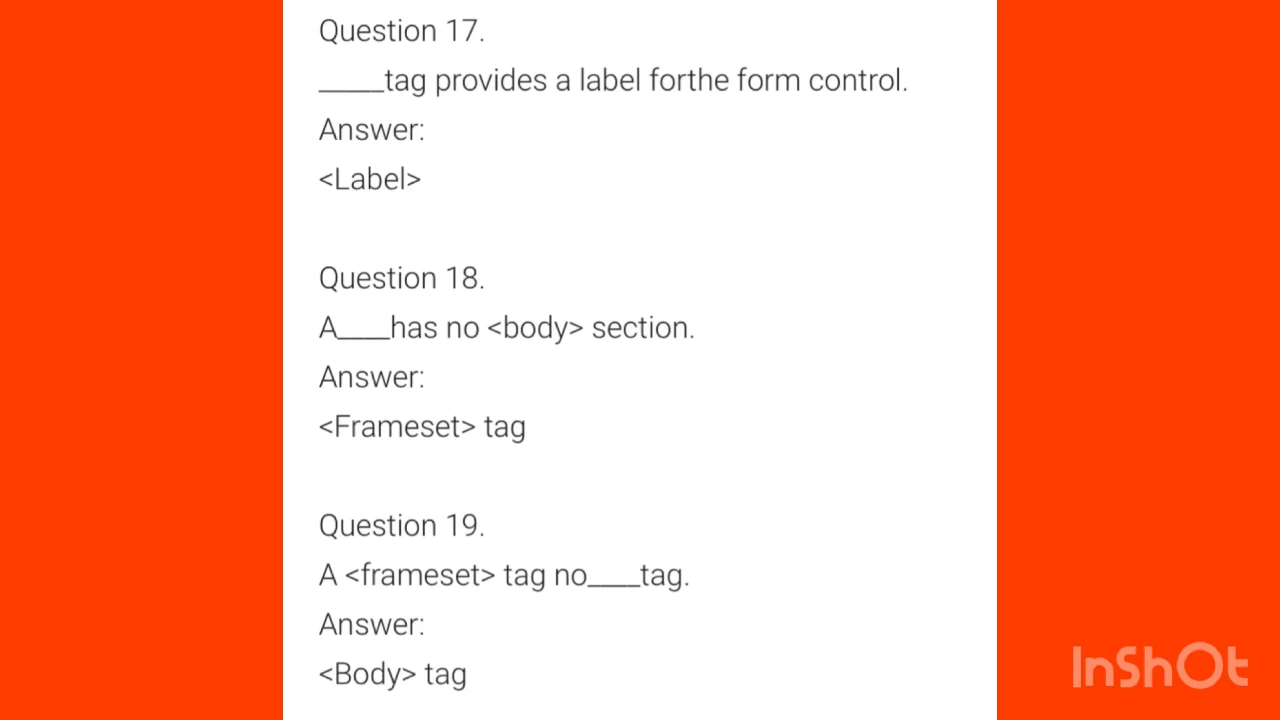 Question 17.
_____tag provides a label forthe form control.
Answer:
<Label>
Question 18.
A____has no <body> section.
Answer:
<Frameset> tag
Question 19.
A <frameset> tag no____tag.
Answer:
<Body> tag
InShOt